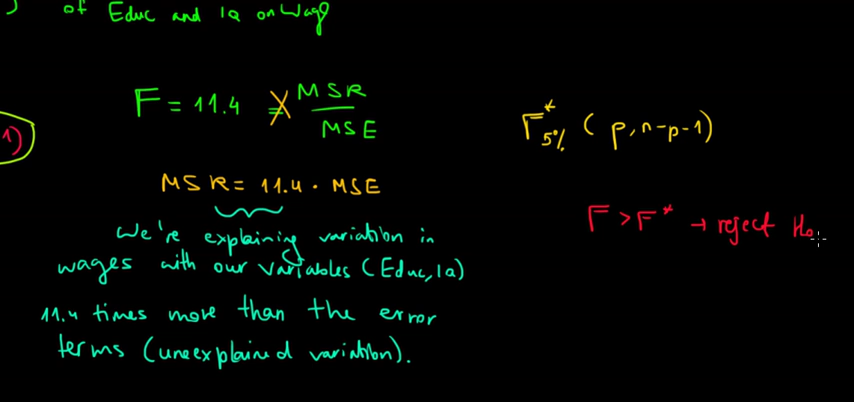 of Educ and IQ on Wage
F = 11.4 = MSR / MSE
1)
MSR = 11.4 · MSE
We're explaining variation in
wages with our variables (Educ, IQ)
11.4 times more than the error
terms (uneexplained variation).
F*5% (p, n-p-1)
F > F* → reject Ho